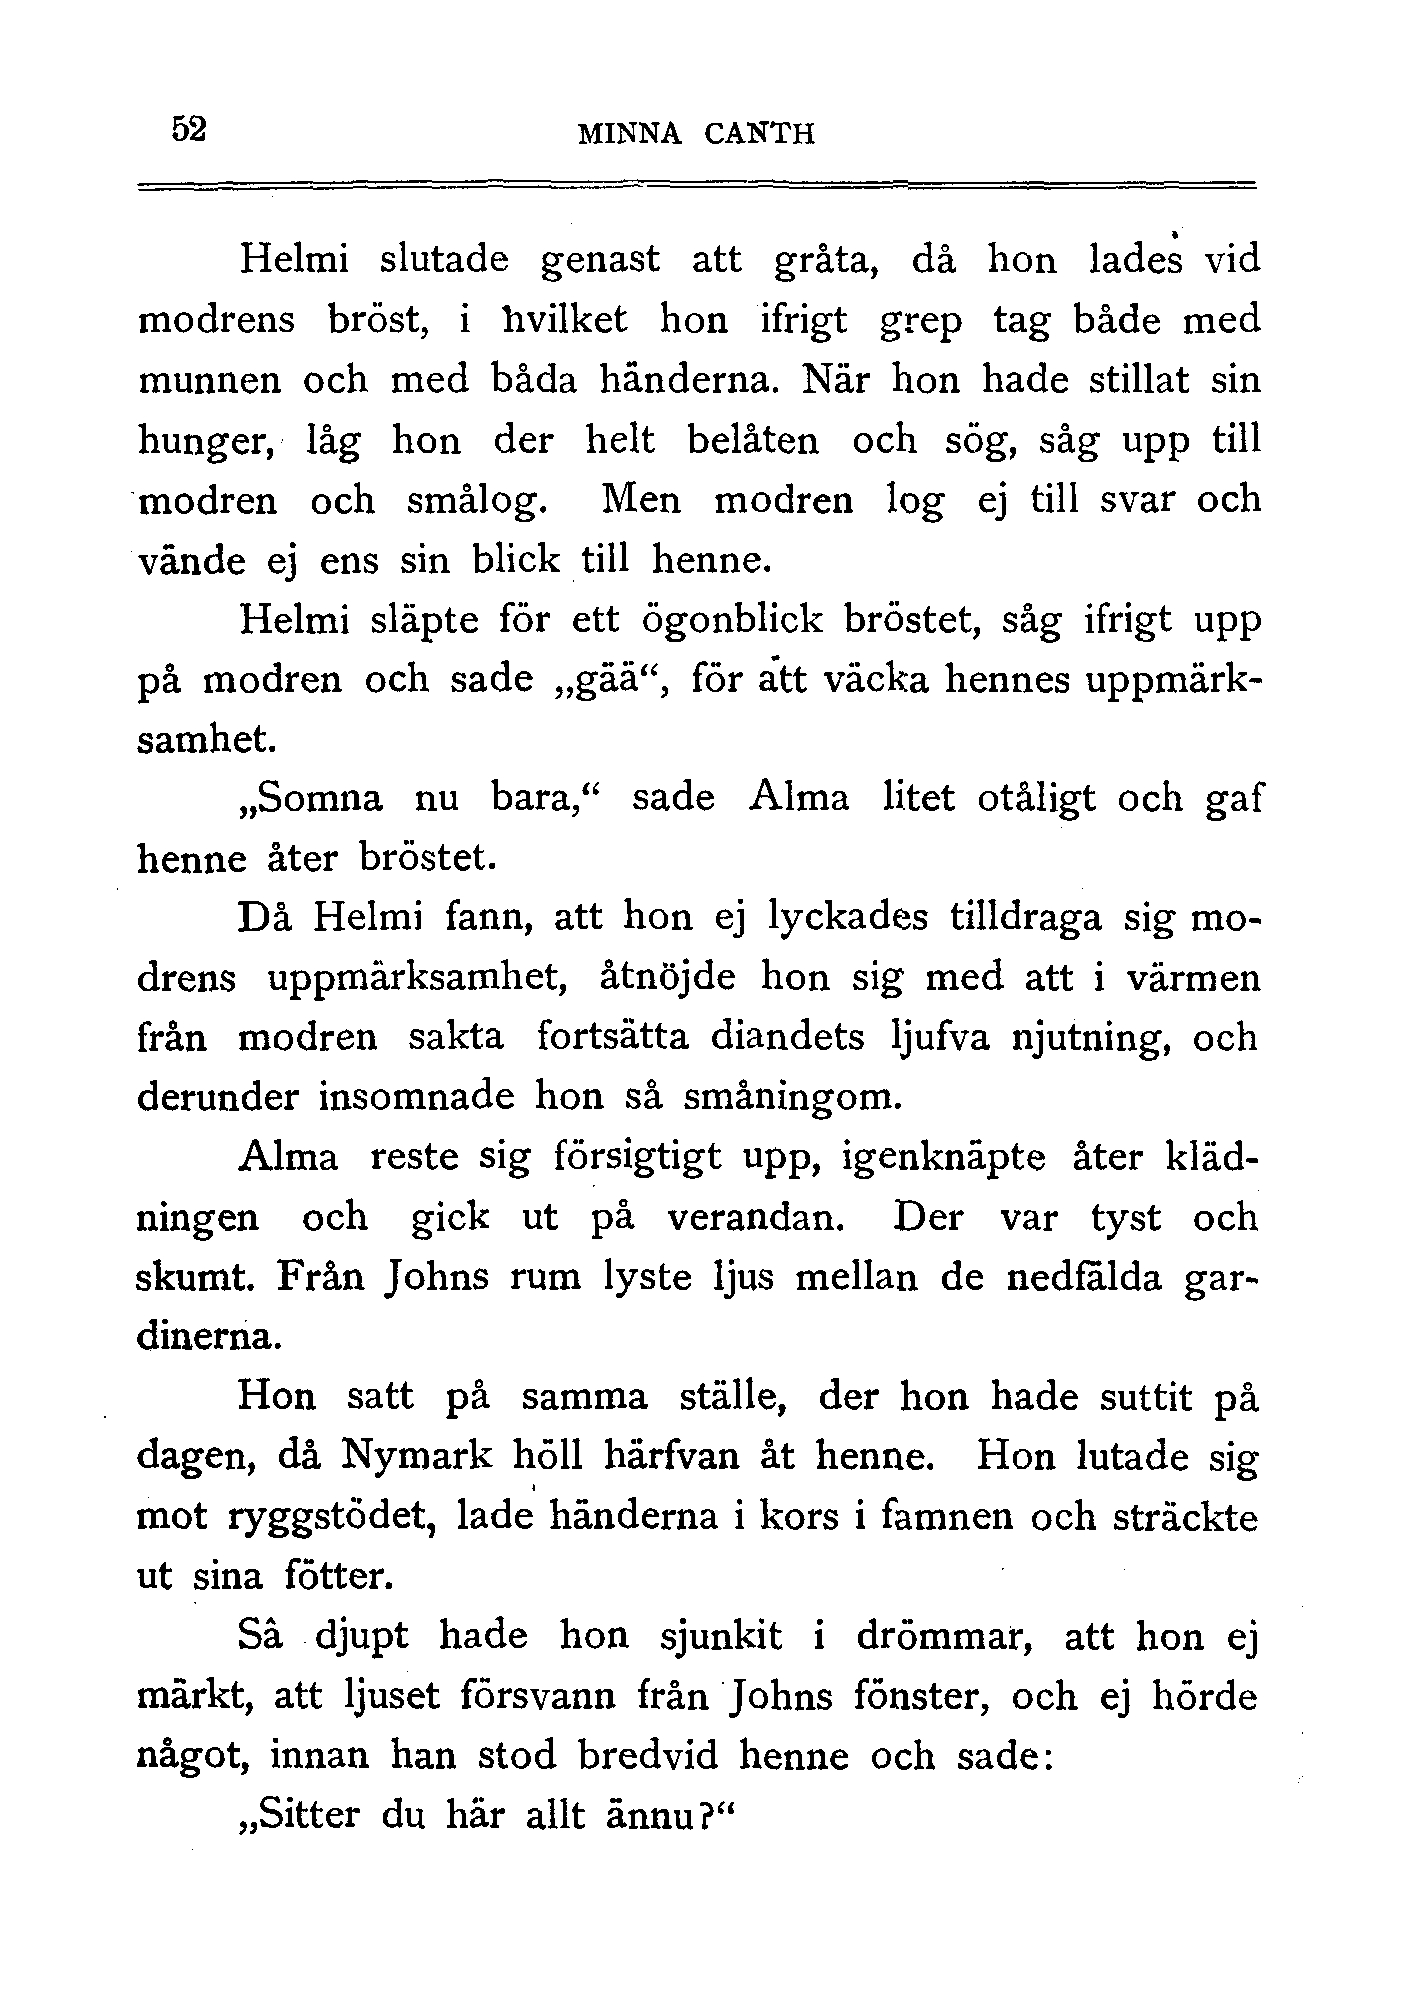 52
MINNA CANTH
Helmi slutade genast att gråta, då hon lades vid
modrens bröst, i hvilket hon ifrigt grep tag både med
munnen och med båda händerna. När hon hade stillat sin
hunger, låg hon der helt belåten och sög, såg upp till
modren och smålog. Men modren log ej till svar och
vände ej ens sin blick till henne.
Helmi släpte för ett ögonblick bröstet, såg ifrigt upp
på modren och sade „gää“, för att väcka hennes uppmärk-
samhet.
„Somna nu bara,“ sade Alma litet otåligt och gaf
henne åter bröstet.
Då Helmi fann, att hon ej lyckades tilldraga sig mo-
drens uppmärksamhet, åtnöjde hon sig med att i värmen
från modren sakta fortsätta diandets ljufva njutning, och
derunder insomnade hon så småningom.
Alma reste sig försigtigt upp, igenknäpte åter kläd-
ningen och gick ut på verandan. Der var tyst och
skumt. Från Johns rum lyste ljus mellan de nedfälda gar-
dinerna.
Hon satt på samma ställe, der hon hade suttit på
dagen, då Nymark höll härfvan åt henne. Hon lutade sig
mot ryggstödet, lade händerna i kors i famnen och sträckte
ut sina fötter.
Så djupt hade hon sjunkit i drömmar, att hon ej
märkt, att ljuset försvann från Johns fönster, och ej hörde
något, innan han stod bredvid henne och sade:
„Sitter du här allt ännu?“